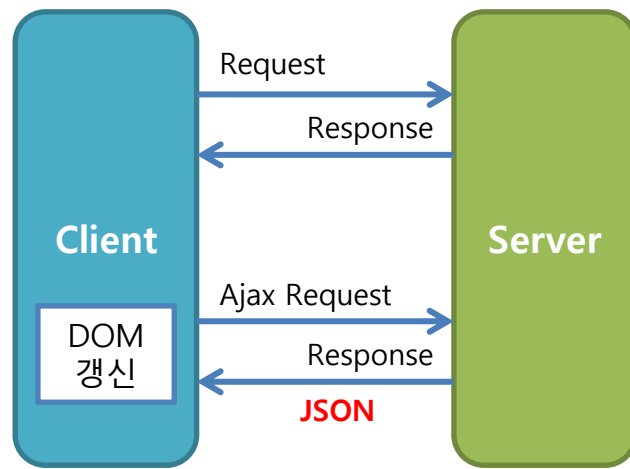 Request
Response
Client
Server
Ajax Request
DOM
갱신
Response
JSON